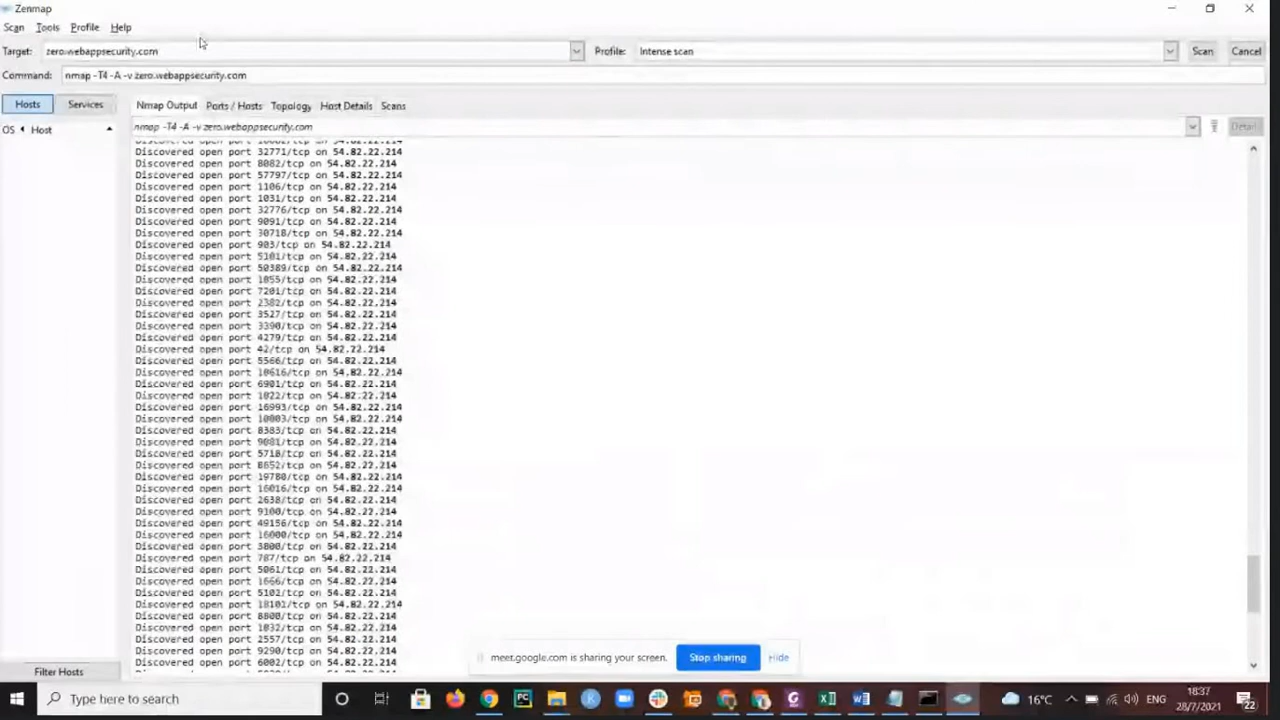 Zenmap
Scan Tools Profile Help
Target: zero.webappsecurity.com Profile: Intense scan Scan Cancel
Command: nmap -T4 -A -v zero.webappsecurity.com
Hosts Services Nmap Output Ports / Hosts Topology Host Details Scans
OS Host nmap -T4 -A -v zero.webappsecurity.com Details
Discovered open port 32771/tcp on 54.82.22.214
Discovered open port 8082/tcp on 54.82.22.214
Discovered open port 57797/tcp on 54.82.22.214
Discovered open port 1106/tcp on 54.82.22.214
Discovered open port 1031/tcp on 54.82.22.214
Discovered open port 32776/tcp on 54.82.22.214
Discovered open port 9091/tcp on 54.82.22.214
Discovered open port 30718/tcp on 54.82.22.214
Discovered open port 903/tcp on 54.82.22.214
Discovered open port 5101/tcp on 54.82.22.214
Discovered open port 50389/tcp on 54.82.22.214
Discovered open port 1055/tcp on 54.82.22.214
Discovered open port 7201/tcp on 54.82.22.214
Discovered open port 2382/tcp on 54.82.22.214
Discovered open port 3527/tcp on 54.82.22.214
Discovered open port 3390/tcp on 54.82.22.214
Discovered open port 4279/tcp on 54.82.22.214
Discovered open port 42/tcp on 54.82.22.214
Discovered open port 5566/tcp on 54.82.22.214
Discovered open port 10616/tcp on 54.82.22.214
Discovered open port 6901/tcp on 54.82.22.214
Discovered open port 1022/tcp on 54.82.22.214
Discovered open port 16993/tcp on 54.82.22.214
Discovered open port 10003/tcp on 54.82.22.214
Discovered open port 8383/tcp on 54.82.22.214
Discovered open port 9081/tcp on 54.82.22.214
Discovered open port 5718/tcp on 54.82.22.214
Discovered open port 8652/tcp on 54.82.22.214
Discovered open port 19780/tcp on 54.82.22.214
Discovered open port 16016/tcp on 54.82.22.214
Discovered open port 2638/tcp on 54.82.22.214
Discovered open port 9100/tcp on 54.82.22.214
Discovered open port 49156/tcp on 54.82.22.214
Discovered open port 16000/tcp on 54.82.22.214
Discovered open port 3800/tcp on 54.82.22.214
Discovered open port 787/tcp on 54.82.22.214
Discovered open port 5061/tcp on 54.82.22.214
Discovered open port 1666/tcp on 54.82.22.214
Discovered open port 5102/tcp on 54.82.22.214
Discovered open port 18101/tcp on 54.82.22.214
Discovered open port 8800/tcp on 54.82.22.214
Discovered open port 1032/tcp on 54.82.22.214
Discovered open port 2557/tcp on 54.82.22.214
Discovered open port 9290/tcp on 54.82.22.214
Discovered open port 6002/tcp on 54.82.22.214
meet.google.com is sharing your screen. Stop sharing Hide
Filter Hosts
Type here to search PC 16°C ENG 18:37
28/7/2021 22